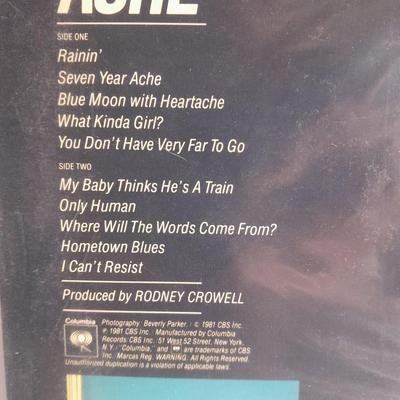 ACHE
SIDE ONE
Rainin'
Seven Year Ache
Blue Moon with Heartache
What Kinda Girl?
You Don't Have Very Far To Go
SIDE TWO
My Baby Thinks He's A Train
Only Human
Where Will The Words Come From?
Hometown Blues
I Can't Resist
Produced by RODNEY CROWELL
Columbia
Photography: Beverly Parker. / © 1981 CBS Inc.
℗ 1981 CBS Inc. / Manufactured by Columbia
Records/CBS Inc. / 51 West 52 Street, New York,
N.Y. / "Columbia," and are trademarks of CBS
Inc. / Marcas Reg. WARNING: All Rights Reserved.
Unauthorized duplication is a violation of applicable laws.